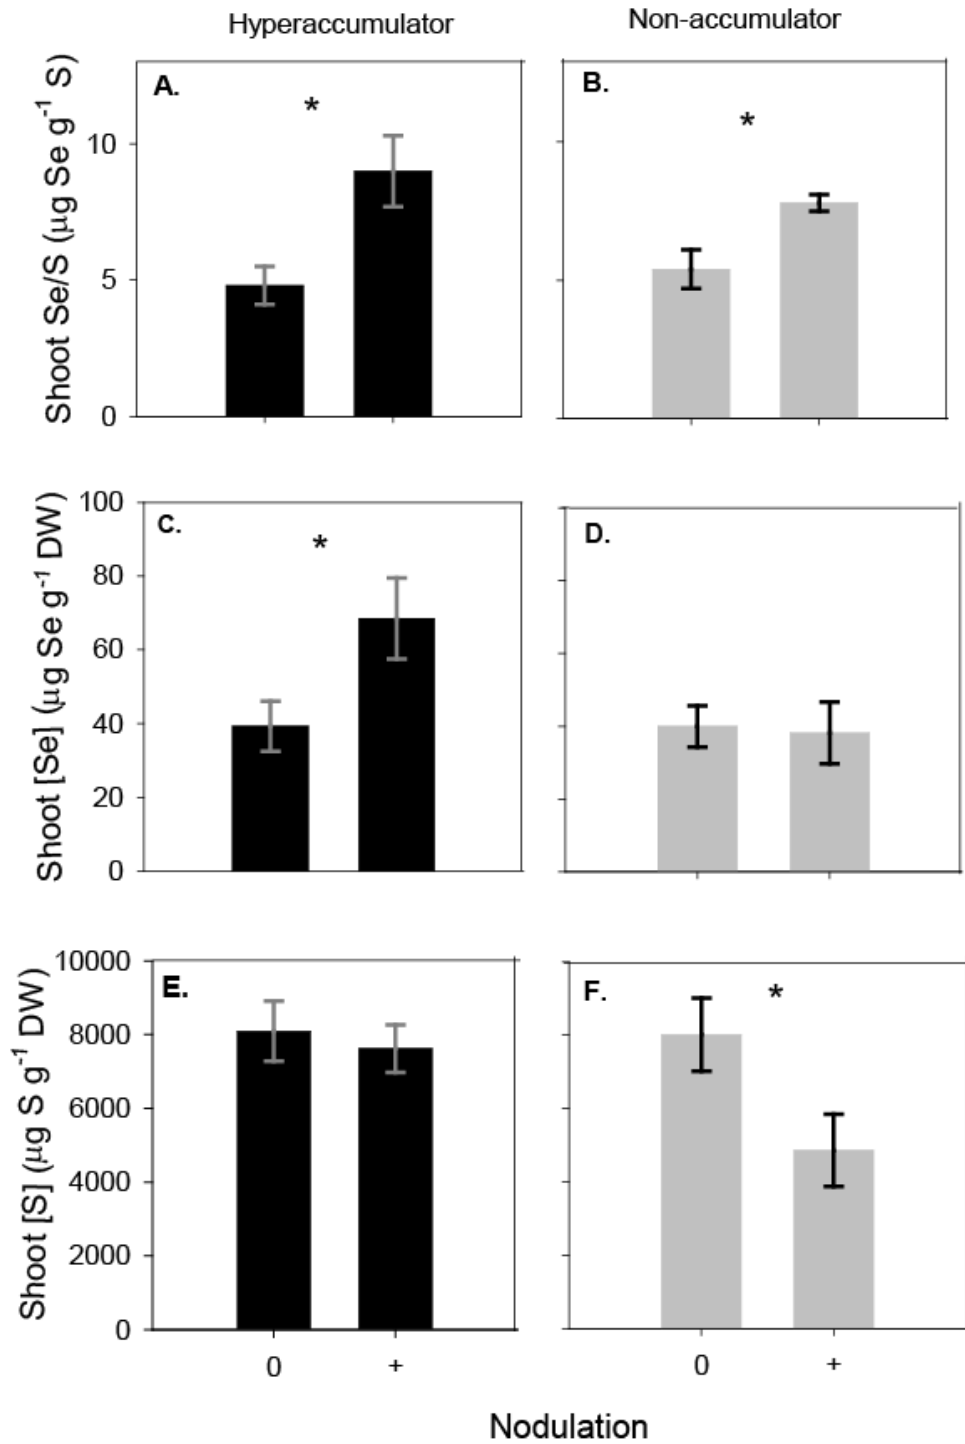 Hyperaccumulator
Non-accumulator
Shoot Se/S (µg Se g⁻¹ S)
A.
*
10
5
0
B.
*
Shoot [Se] (µg Se g⁻¹ DW)
C.
*
100
80
60
40
20
0
D.
Shoot [S] (µg S g⁻¹ DW)
E.
10000
8000
6000
4000
2000
0
F.
*
0 +
0 +
Nodulation